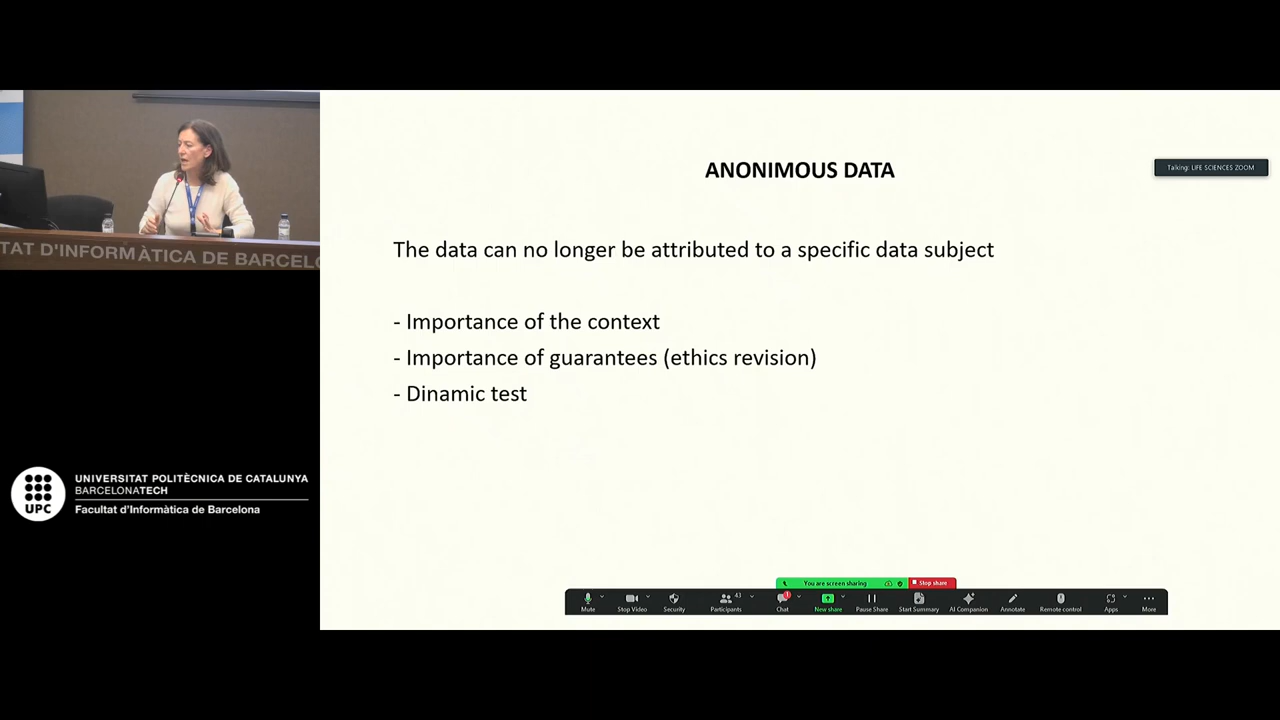 ANONIMOUS DATA
Talking: LIFE SCIENCES ZOOM
The data can no longer be attributed to a specific data subject
- Importance of the context
- Importance of guarantees (ethics revision)
- Dinamic test
TAT D'INFORMÀTICA DE BARCEL
UPC
UNIVERSITAT POLITÈCNICA DE CATALUNYA
BARCELONATECH
Facultat d'Informàtica de Barcelona
You are screen sharing
Stop share
43
1
Mute
Stop Video
Security
Participants
Chat
New share
Pause Share
Start Summary
AI Companion
Annotate
Remote control
Apps
More